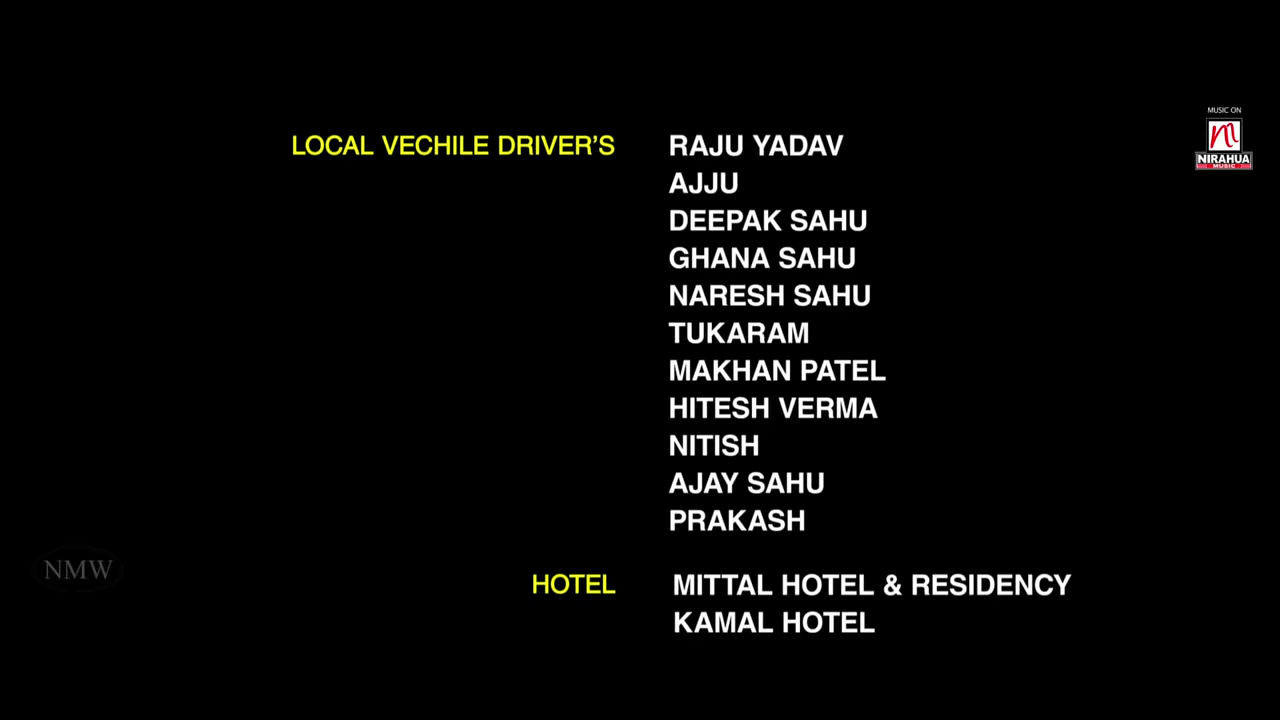 MUSIC ON
NIRAHUA
MUSIC
LOCAL VECHILE DRIVER'S RAJU YADAV
AJJU
DEEPAK SAHU
GHANA SAHU
NARESH SAHU
TUKARAM
MAKHAN PATEL
HITESH VERMA
NITISH
AJAY SAHU
PRAKASH
NMW
HOTEL MITTAL HOTEL & RESIDENCY
KAMAL HOTEL